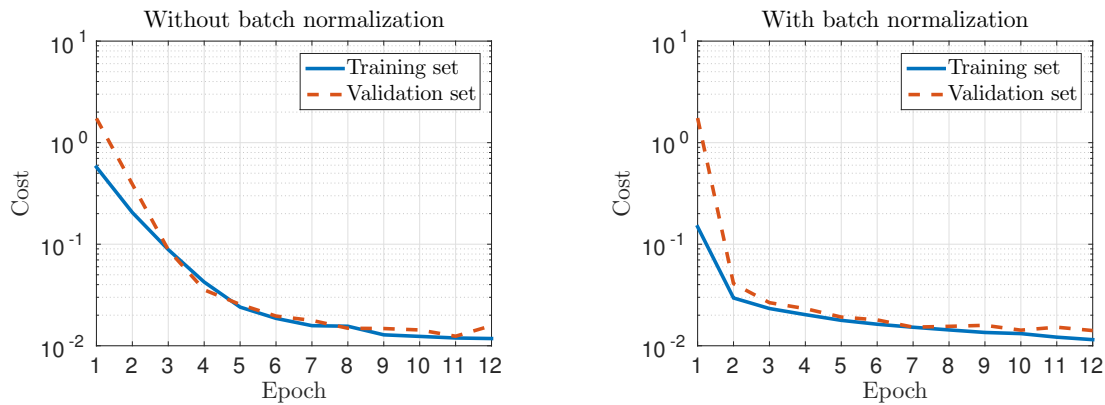 Without batch normalization
10^1
10^0
10^-1
10^-2
Cost
Training set
Validation set
1 2 3 4 5 6 7 8 9 10 11 12
Epoch
With batch normalization
10^1
10^0
10^-1
10^-2
Cost
Training set
Validation set
1 2 3 4 5 6 7 8 9 10 11 12
Epoch